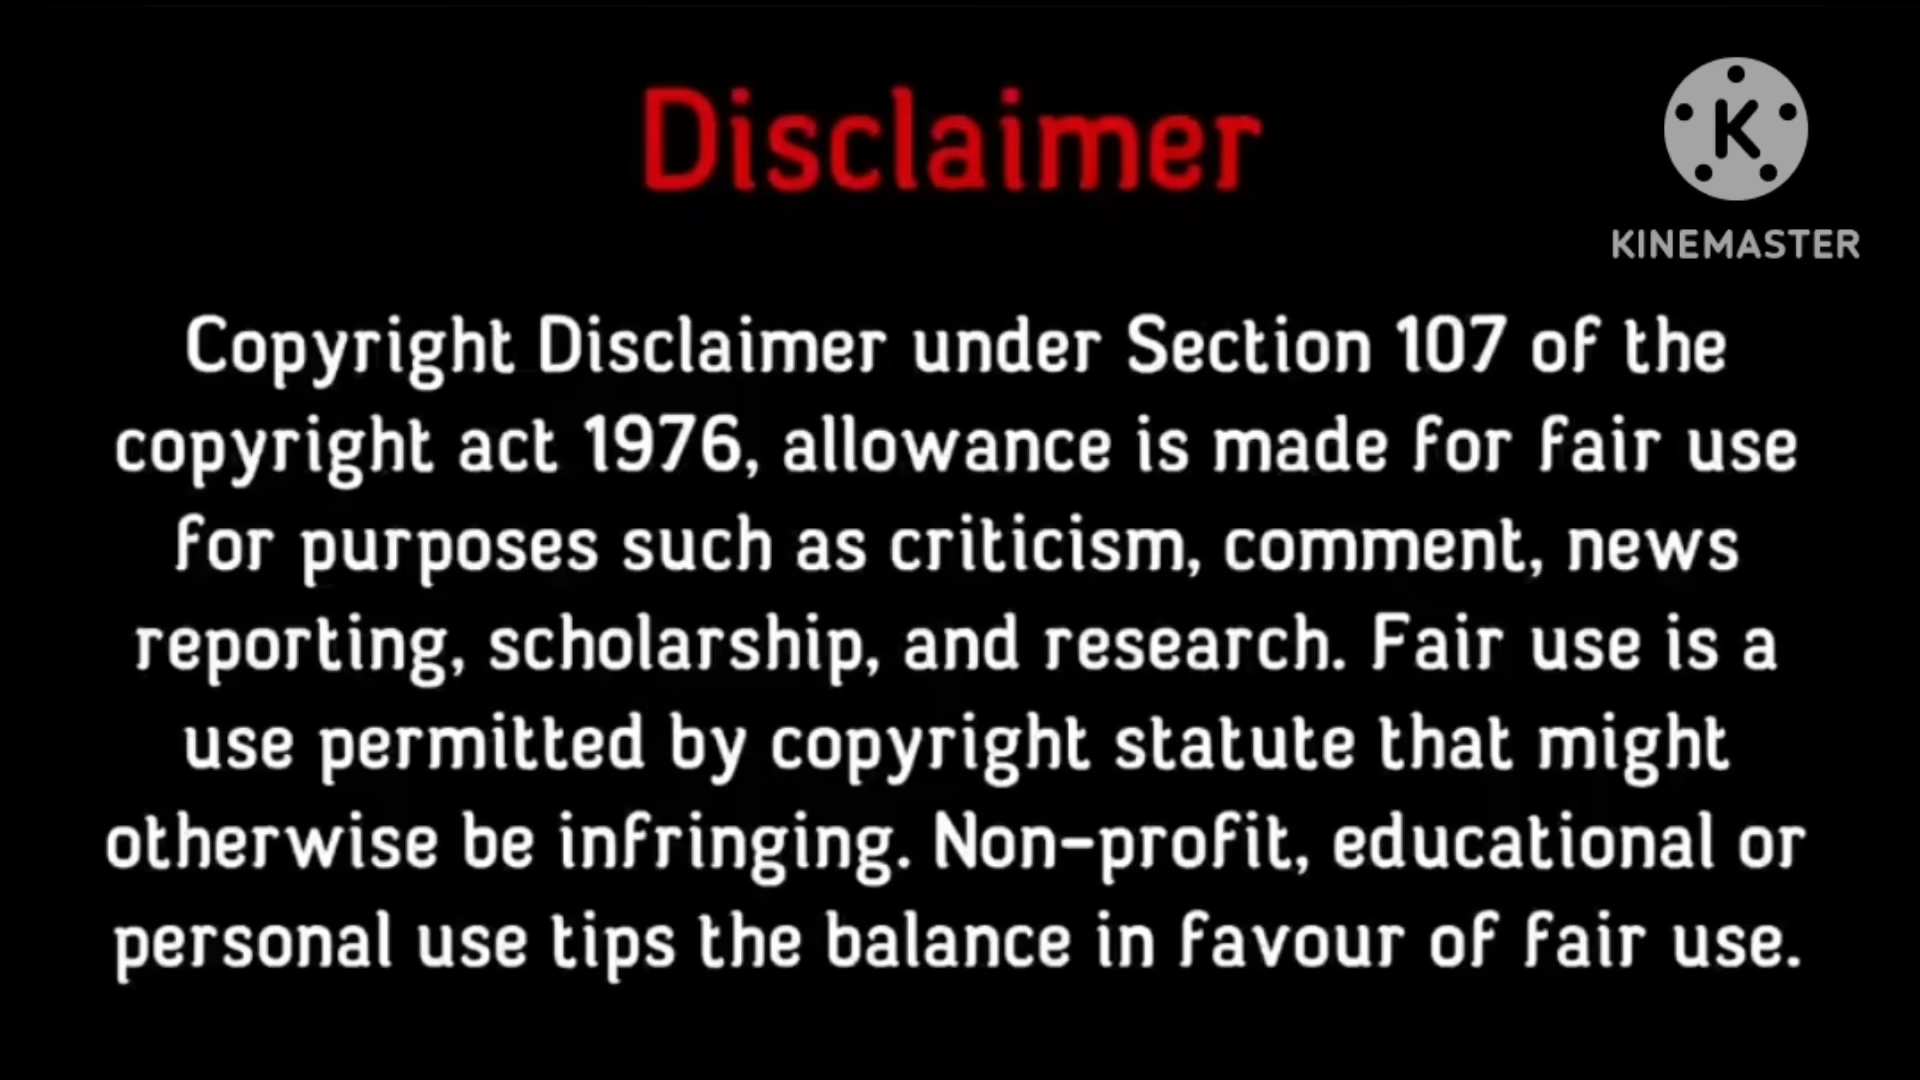 Disclaimer
K
KINEMASTER
Copyright Disclaimer under Section 107 of the
copyright act 1976, allowance is made for fair use
for purposes such as criticism, comment, news
reporting, scholarship, and research. Fair use is a
use permitted by copyright statute that might
otherwise be infringing. Non-profit, educational or
personal use tips the balance in favour of fair use.